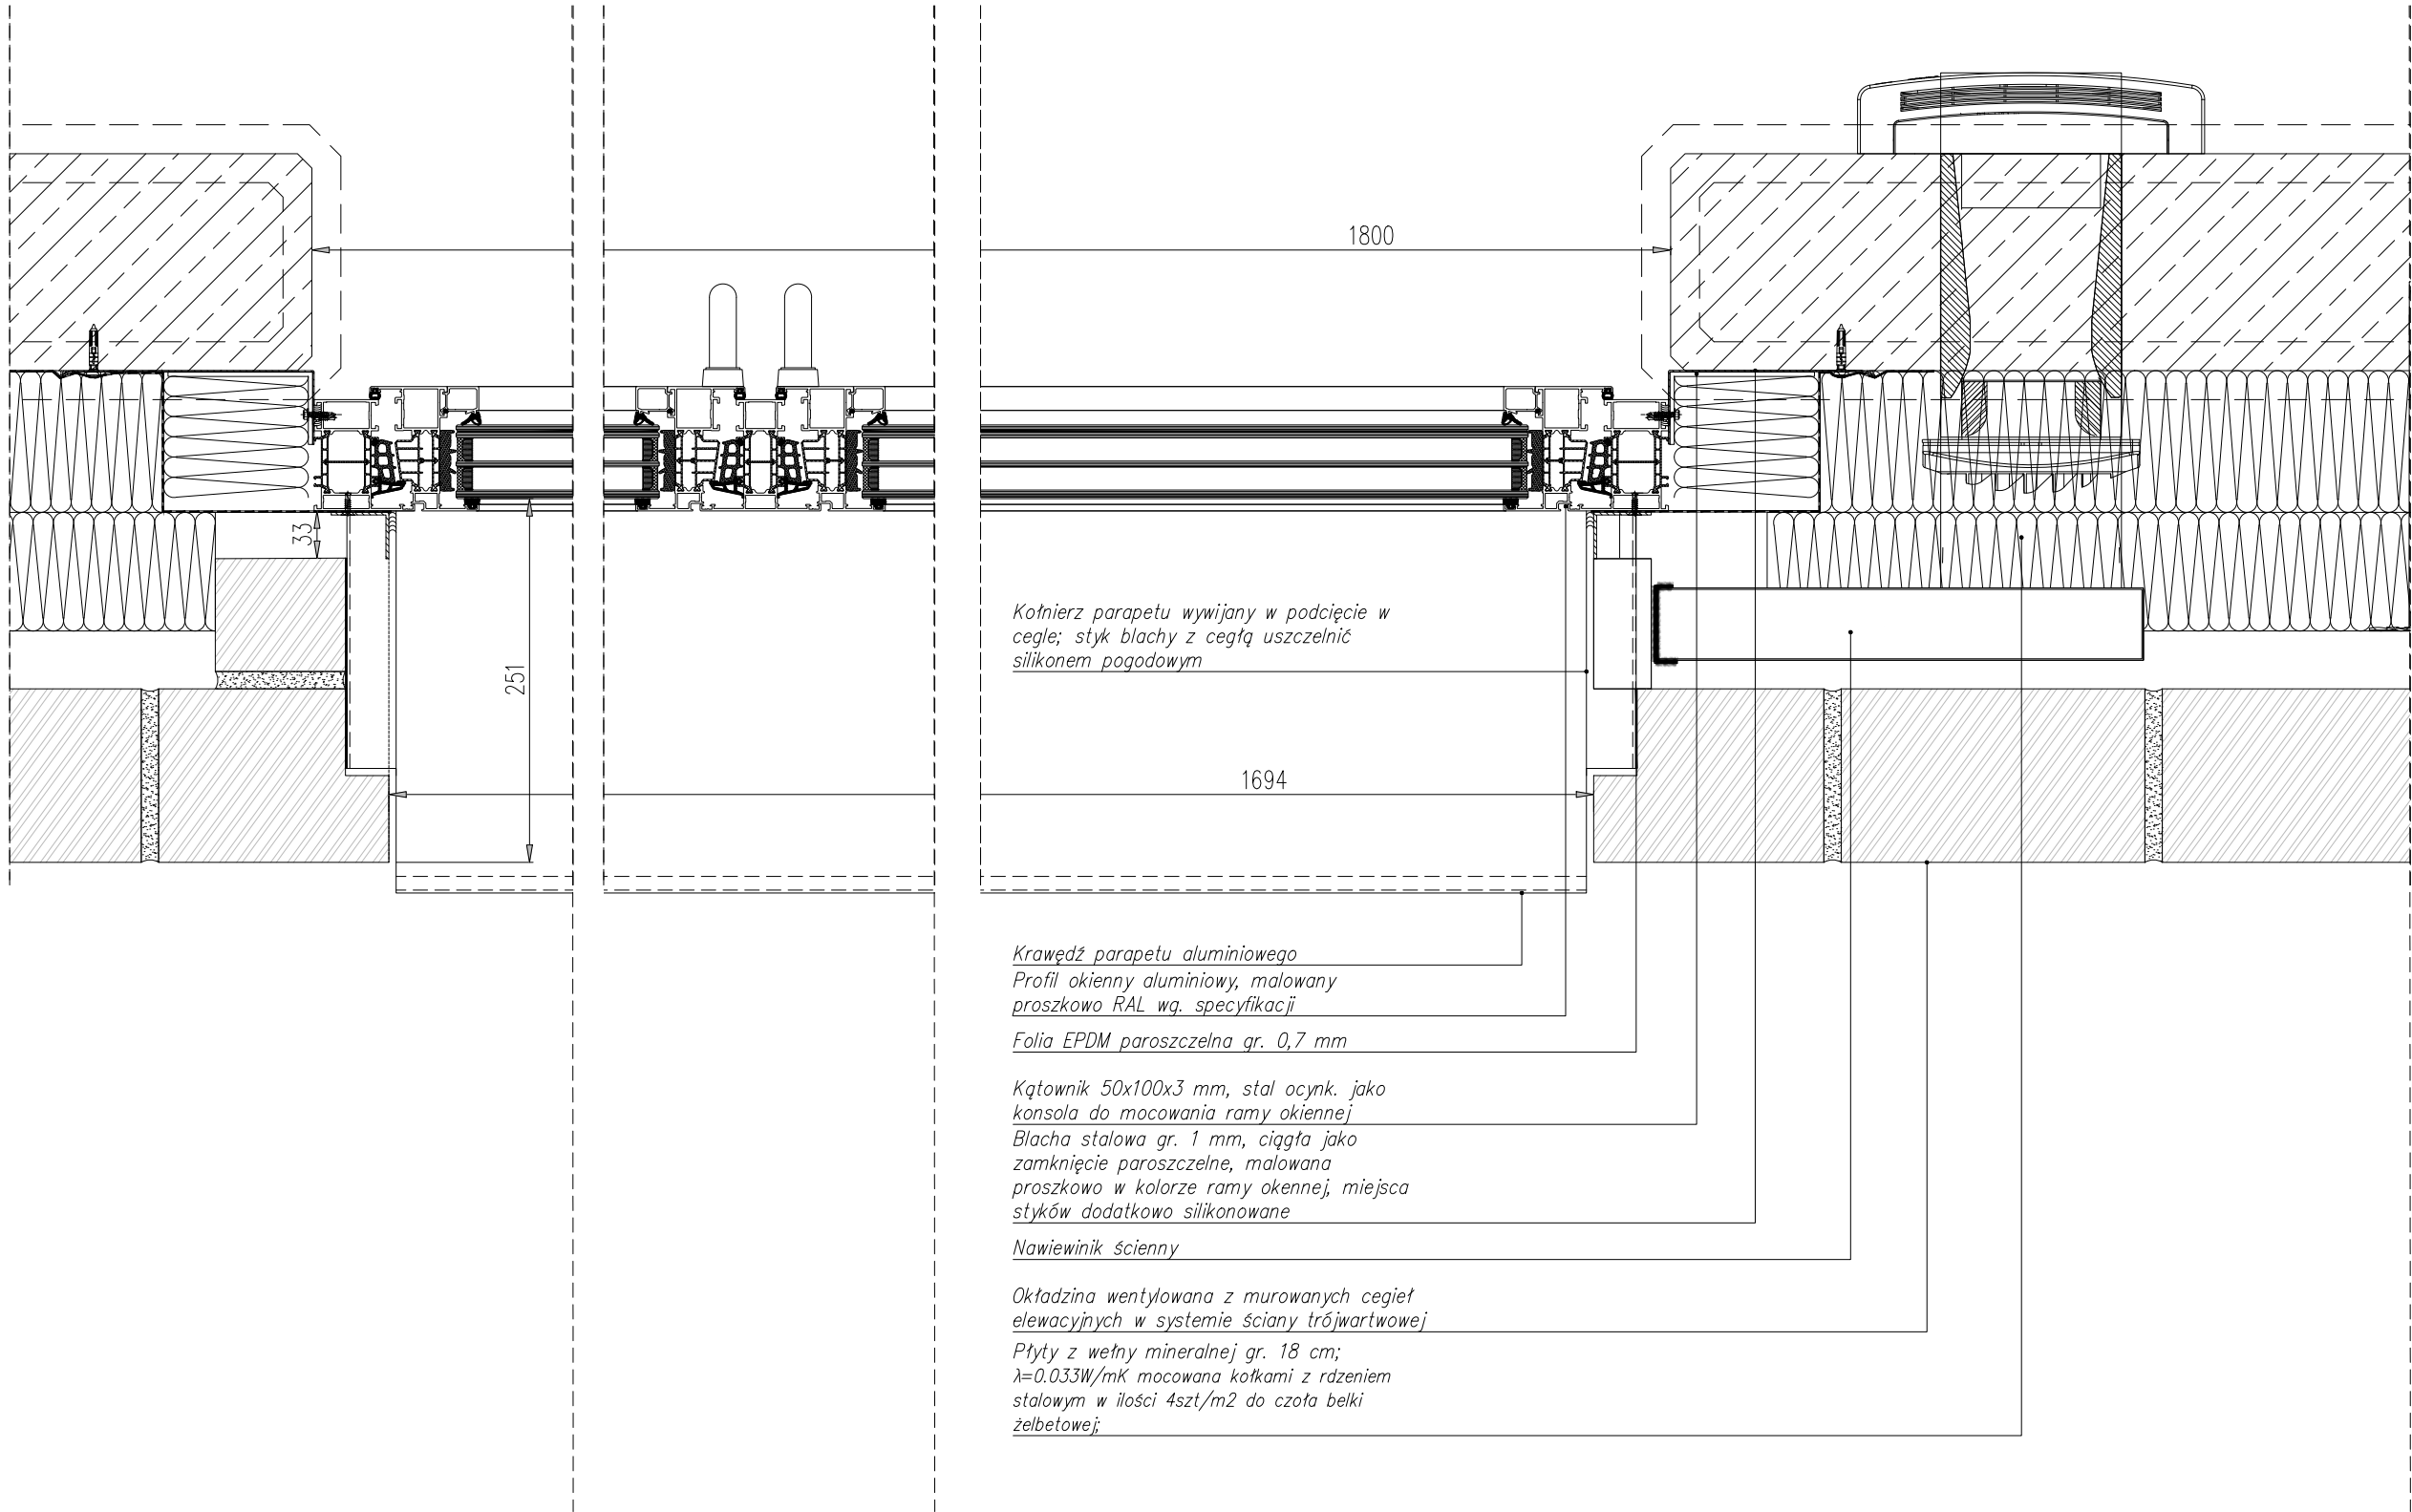 1800
33
Kołnierz parapetu wywijany w podcięcie w
cegle; styk blachy z cegłą uszczelnić
silikonem pogodowym
251
1694
Krawędź parapetu aluminiowego
Profil okienny aluminiowy, malowany
proszkowo RAL wg. specyfikacji
Folia EPDM paroszczelna gr. 0,7 mm
Kątownik 50x100x3 mm, stal ocynk. jako
konsola do mocowania ramy okiennej
Blacha stalowa gr. 1 mm, ciągła jako
zamknięcie paroszczelne, malowana
proszkowo w kolorze ramy okennej, miejsca
styków dodatkowo silikonowane
Nawiewnik ścienny
Okładzina wentylowana z murowanych cegieł
elewacyjnych w systemie ściany trójwartwowej
Płyty z wełny mineralnej gr. 18 cm;
λ=0.033W/mK mocowana kołkami z rdzeniem
stalowym w ilości 4szt/m2 do czoła belki
żelbetowej;